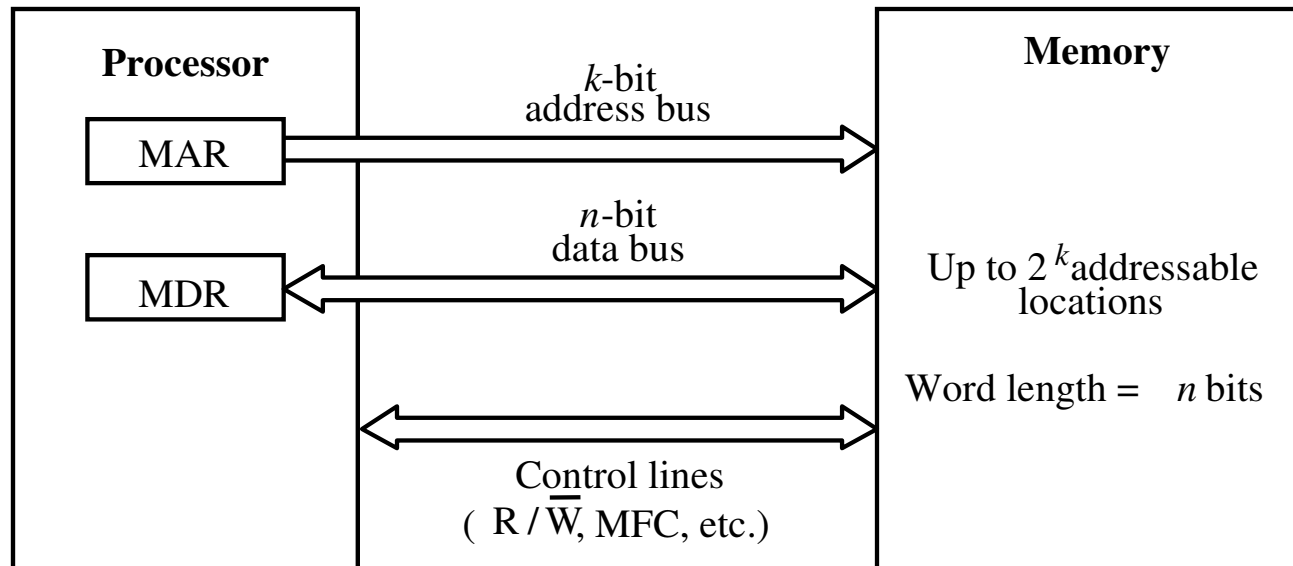 Processor
MAR
MDR
k-bit
address bus
n-bit
data bus
Control lines
( R / W̅, MFC, etc.)
Memory
Up to 2^k addressable
locations
Word length = n bits